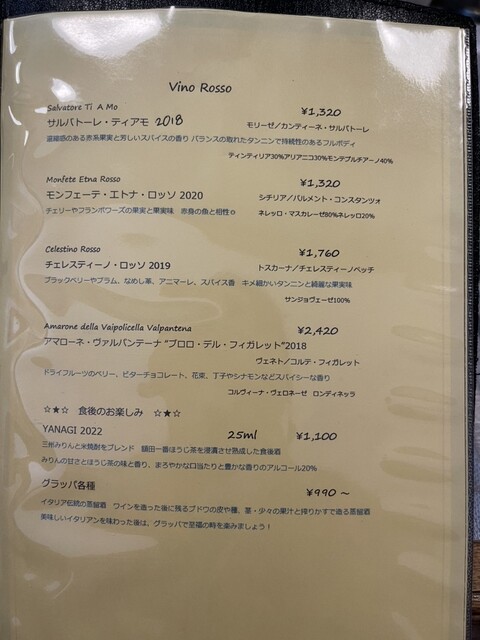 Vino Rosso
Salvatore Ti A Mo ¥1,320
サルバトーレ・ティアモ 2018 モリーゼ/カンティーネ・サルバトーレ
凝縮感のある赤系果実と芳しいスパイスの香り バランスの取れたタンニンで持続性のあるフルボディ
ティンティリア30%アリアニコ30%モンテプルチアーノ40%
Monfete Etna Rosso ¥1,320
モンフェーテ・エトナ・ロッソ 2020 シチリア/パルメント・コンスタンツォ
チェリーやフランボワーズの果実と果実味 赤身の魚と相性◎ ネレッロ・マスカレーゼ80%ネレッロ20%
Celestino Rosso ¥1,760
チェレスティーノ・ロッソ 2019 トスカーナ/チェレスティーノペッチ
ブラックベリーやプラム、なめし革、アニマーレ、スパイス香 キメ細かいタンニンと綺麗な果実味
サンジョヴェーゼ100%
Amarone della Vaipolicella Valpantena ¥2,420
アマローネ・ヴァルパンテーナ "ブロロ・デル・フィガレット"2018
ヴェネト/コルテ・フィガレット
ドライフルーツのベリー、ビターチョコレート、花束、丁子やシナモンなどスパイシーな香り
コルヴィーナ・ヴェロネーゼ ロンディネッラ
☆★☆ 食後のお楽しみ ☆★☆
YANAGI 2022 25ml ¥1,100
三州みりんと米焼酎をブレンド 額田一番ほうじ茶を浸漬させ熟成した食後酒
みりんの甘さとほうじ茶の味と香り、まろやかな口当たりと豊かな香りのアルコール20%
グラッパ各種 ¥990 ～
イタリア伝統の蒸留酒 ワインを造った後に残るブドウの皮や種、茎・少々の果汁と搾りかすで造る蒸留酒
美味しいイタリアンを味わった後は、グラッパで至福の時を楽みましょう！